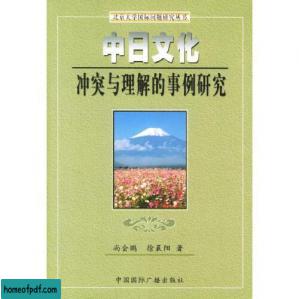 北京大学国际问题研究丛书
中日文化
冲突与理解的事例研究
尚会鹏 徐晨阳 著
中国国际广播出版社
homeofpdf.com